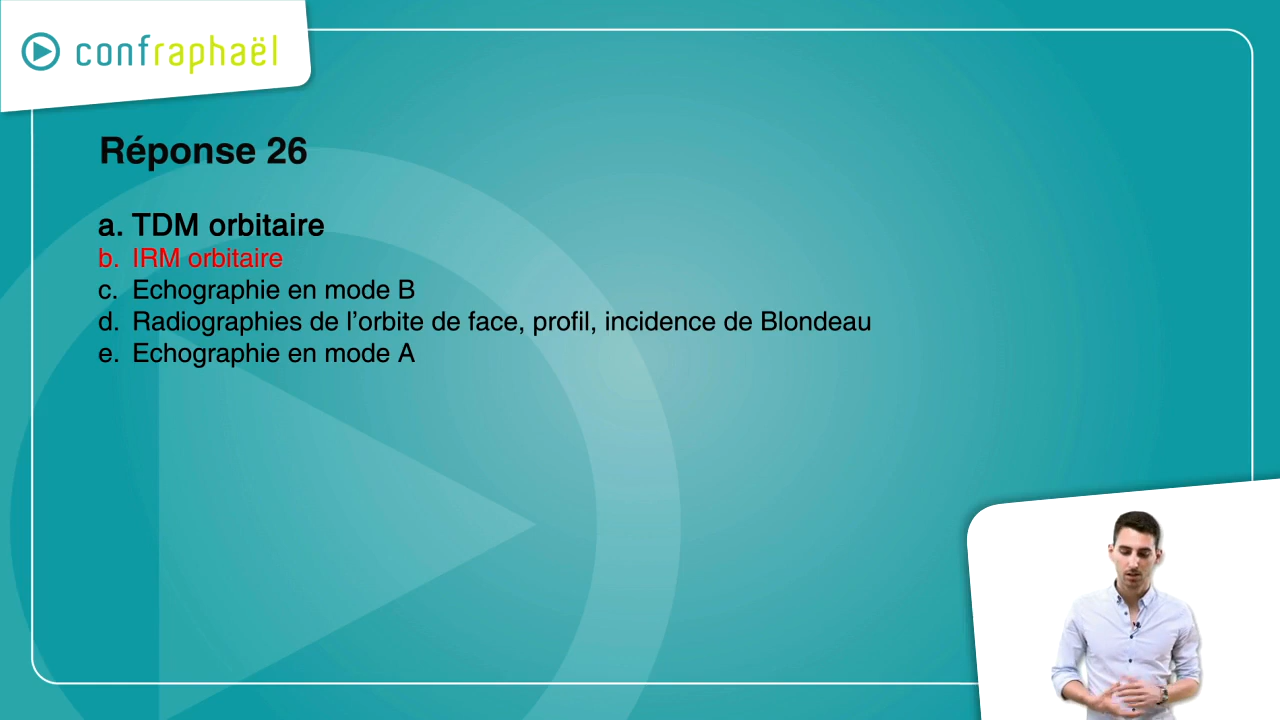 confraphaël
Réponse 26
a. TDM orbitaire
b. IRM orbitaire
c. Echographie en mode B
d. Radiographies de l’orbite de face, profil, incidence de Blondeau
e. Echographie en mode A